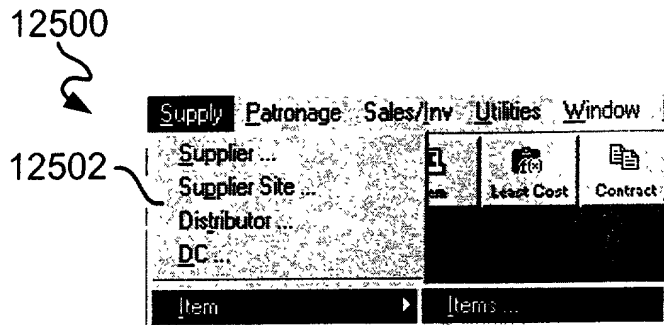 12500
Supply Patronage Sales/Inv Utilities Window
12502
Supplier ...
Supplier Site ...
Distributor ...
DC ...
f(x)
Least Cost Contract
Item Items ...